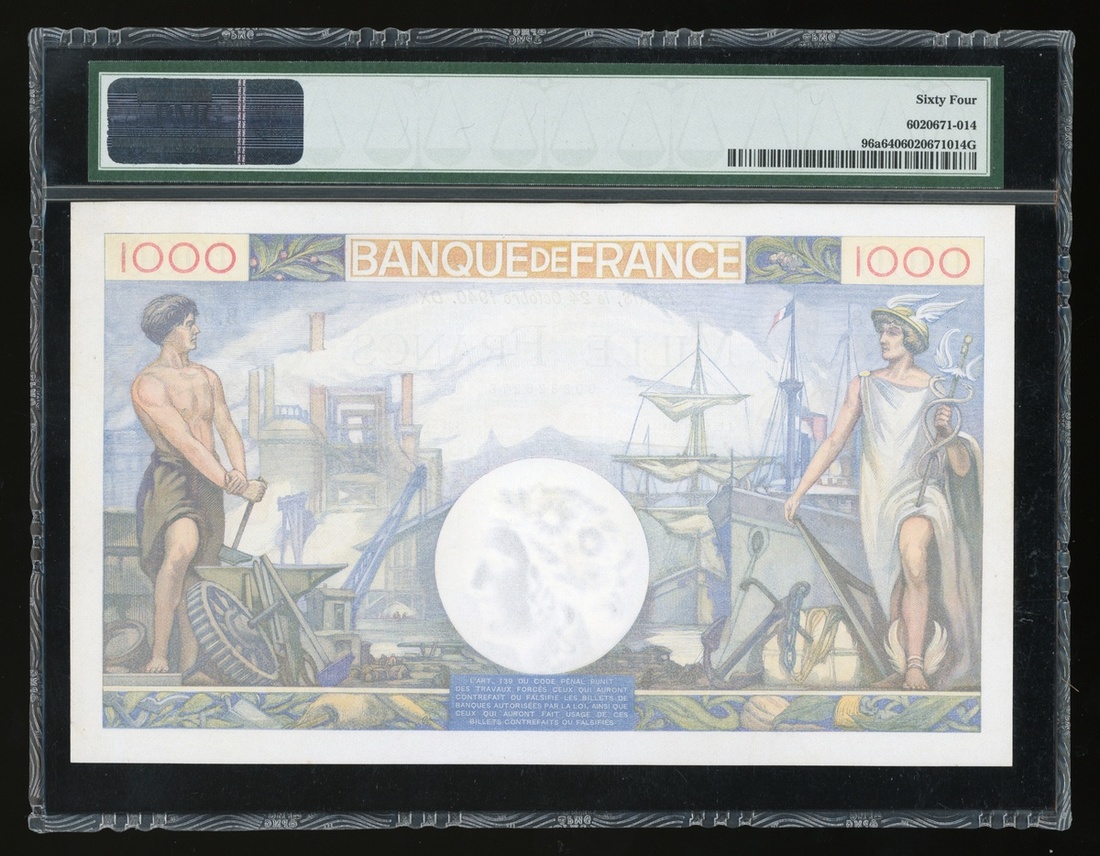 Sixty Four
6020671-014
96a6406020671014G
1000
BANQUE DE FRANCE
1000
L'ART. 139 DU CODE PÉNAL PUNIT
DES TRAVAUX FORCÉS CEUX QUI AURONT
CONTREFAIT OU FALSIFIÉ LES BILLETS DE
BANQUES AUTORISÉES PAR LA LOI, AINSI QUE
CEUX QUI AURONT FAIT USAGE DE CES
BILLETS CONTREFAITS OU FALSIFIÉS